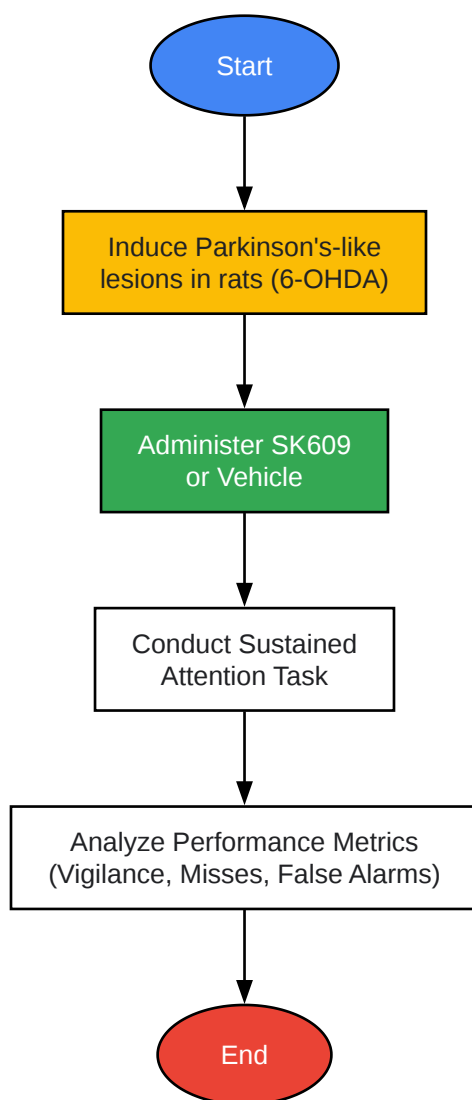 Start
Induce Parkinson's-like
lesions in rats (6-OHDA)
Administer SK609
or Vehicle
Conduct Sustained
Attention Task
Analyze Performance Metrics
(Vigilance, Misses, False Alarms)
End